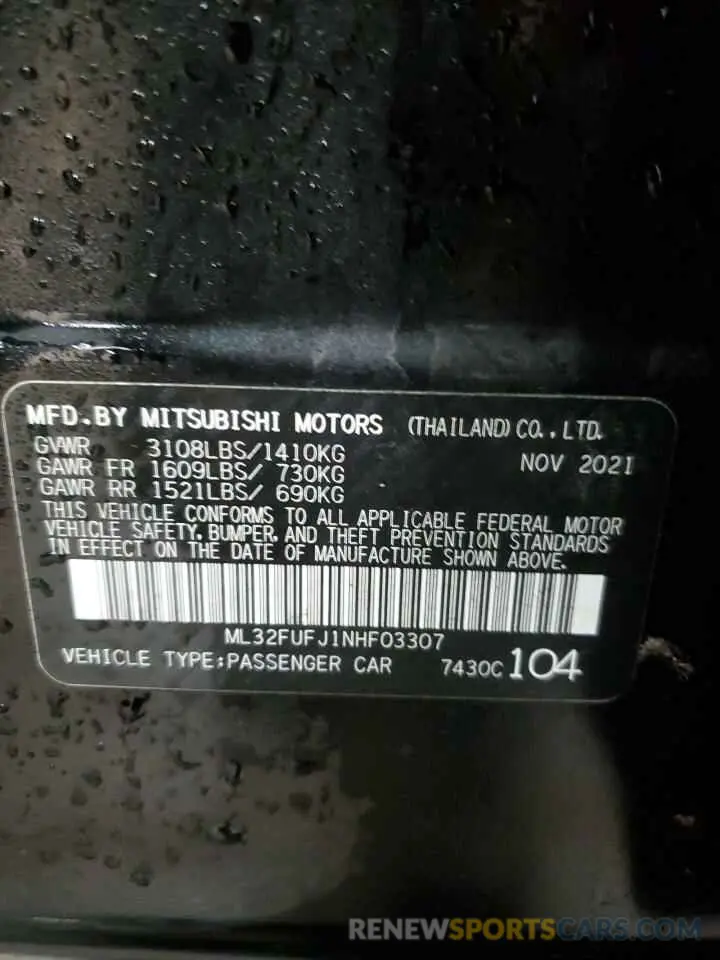 MFD.BY MITSUBISHI MOTORS (THAILAND) CO., LTD.
GVWR 3108LBS/1410KG NOV 2021
GAWR FR 1609LBS/ 730KG
GAWR RR 1521LBS/ 690KG
THIS VEHICLE CONFORMS TO ALL APPLICABLE FEDERAL MOTOR
VEHICLE SAFETY, BUMPER, AND THEFT PREVENTION STANDARDS
IN EFFECT ON THE DATE OF MANUFACTURE SHOWN ABOVE.
ML32FUFJ1NHF03307
VEHICLE TYPE:PASSENGER CAR 7430C 104
RENEWSPORTSCARS.COM